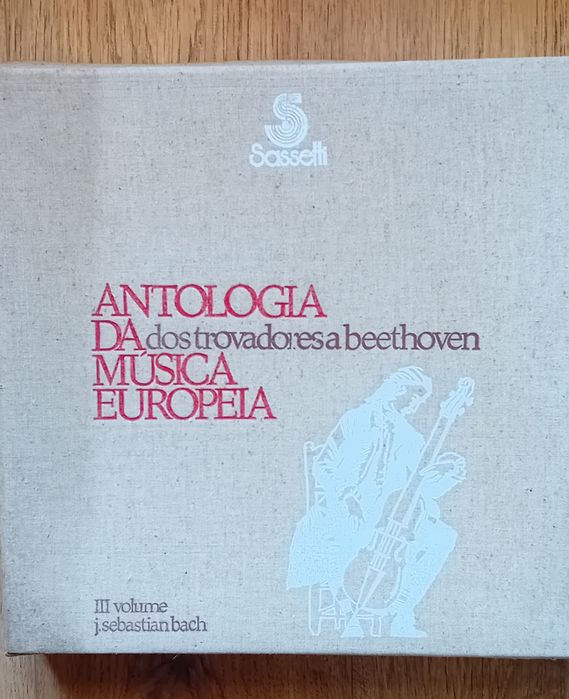 S
Sassetti
ANTOLOGIA
DA dos trovadores a beethoven
MÚSICA
EUROPEIA
III volume
j. sebastian bach